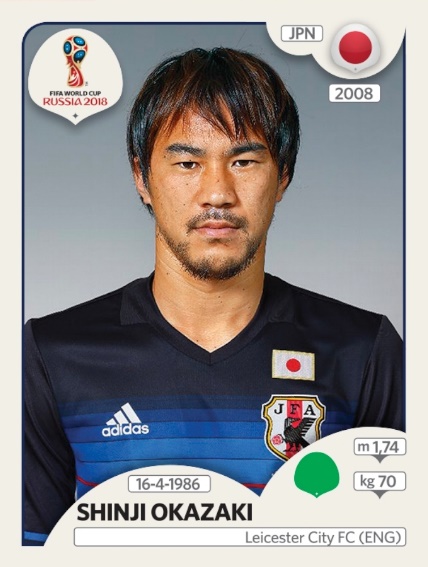 JPN
FIFA WORLD CUP
RUSSIA 2018
2008
adidas
JFA
m 1,74
16-4-1986
kg 70
SHINJI OKAZAKI
Leicester City FC (ENG)